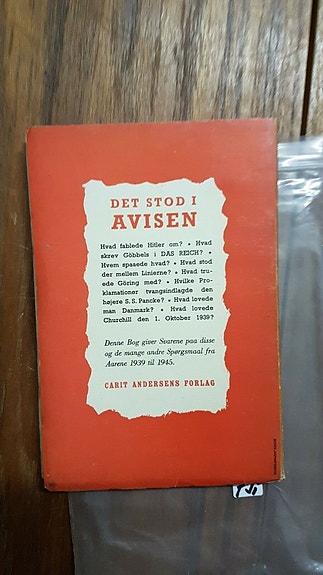 DET STOD I
AVISEN
Hvad fablede Hitler om? * Hvad
skrev Göbbels i DAS REICH? *
Hvem spaaede hvad? * Hvad stod
der mellem Linierne? * Hvad tru-
ede Göring med? * Hvilke Pro-
klamationer tvangsindlagde den
højere S.S. Pancke? * Hvad lovede
man Danmark? * Hvad lovede
Churchill den 1. Oktober 1939?
Denne Bog giver Svarene paa disse
og de mange andre Spørgsmaal fra
Aarene 1939 til 1945.
CARIT ANDERSENS FORLAG